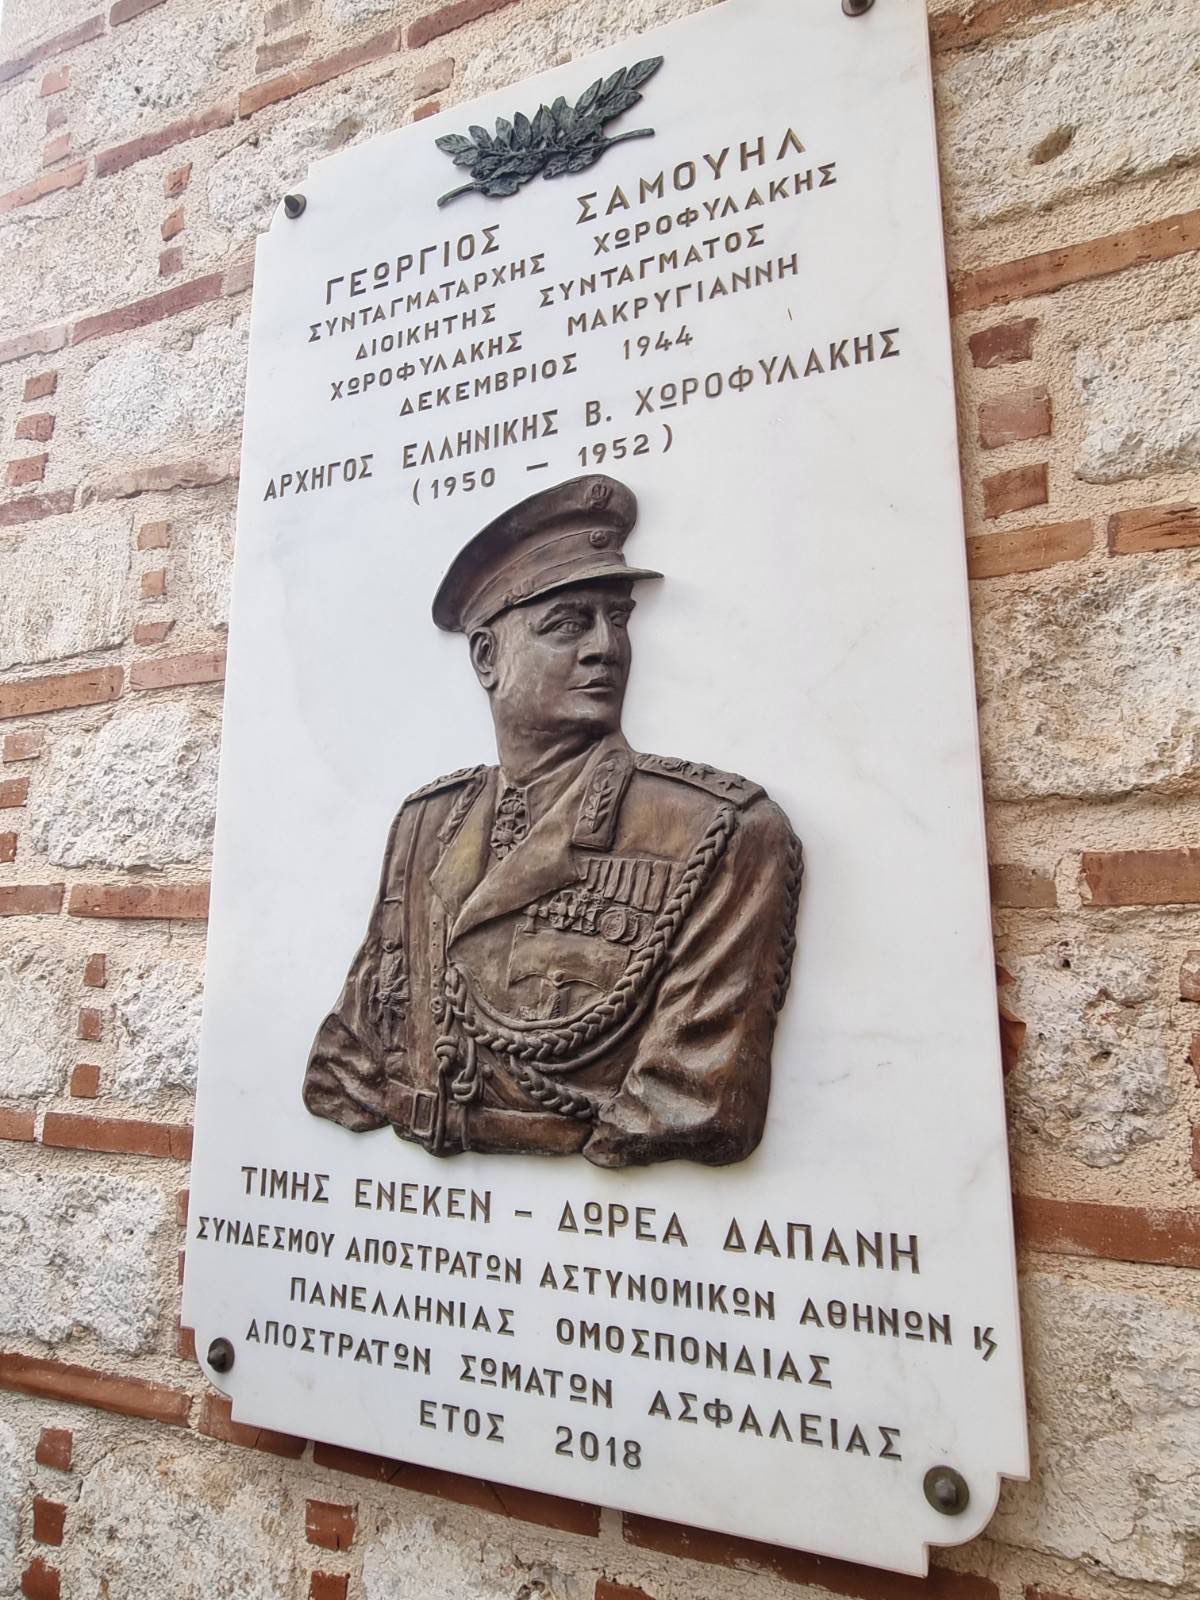 ΓΕΩΡΓΙΟΣ ΣΑΜΟΥΗΛ
ΣΥΝΤΑΓΜΑΤΑΡΧΗΣ ΧΩΡΟΦΥΛΑΚΗΣ
ΔΙΟΙΚΗΤΗΣ ΣΥΝΤΑΓΜΑΤΟΣ
ΧΩΡΟΦΥΛΑΚΗΣ ΜΑΚΡΥΓΙΑΝΝΗ
ΔΕΚΕΜΒΡΙΟΣ 1944
ΑΡΧΗΓΟΣ ΕΛΛΗΝΙΚΗΣ Β. ΧΩΡΟΦΥΛΑΚΗΣ
(1950 – 1952)
ΤΙΜΗΣ ΕΝΕΚΕΝ – ΔΩΡΕΑ ΔΑΠΑΝΗ
ΣΥΝΔΕΣΜΟΥ ΑΠΟΣΤΡΑΤΩΝ ΑΣΤΥΝΟΜΙΚΩΝ ΑΘΗΝΩΝ Ϗ
ΠΑΝΕΛΛΗΝΙΑΣ ΟΜΟΣΠΟΝΔΙΑΣ
ΑΠΟΣΤΡΑΤΩΝ ΣΩΜΑΤΩΝ ΑΣΦΑΛΕΙΑΣ
ΕΤΟΣ 2018